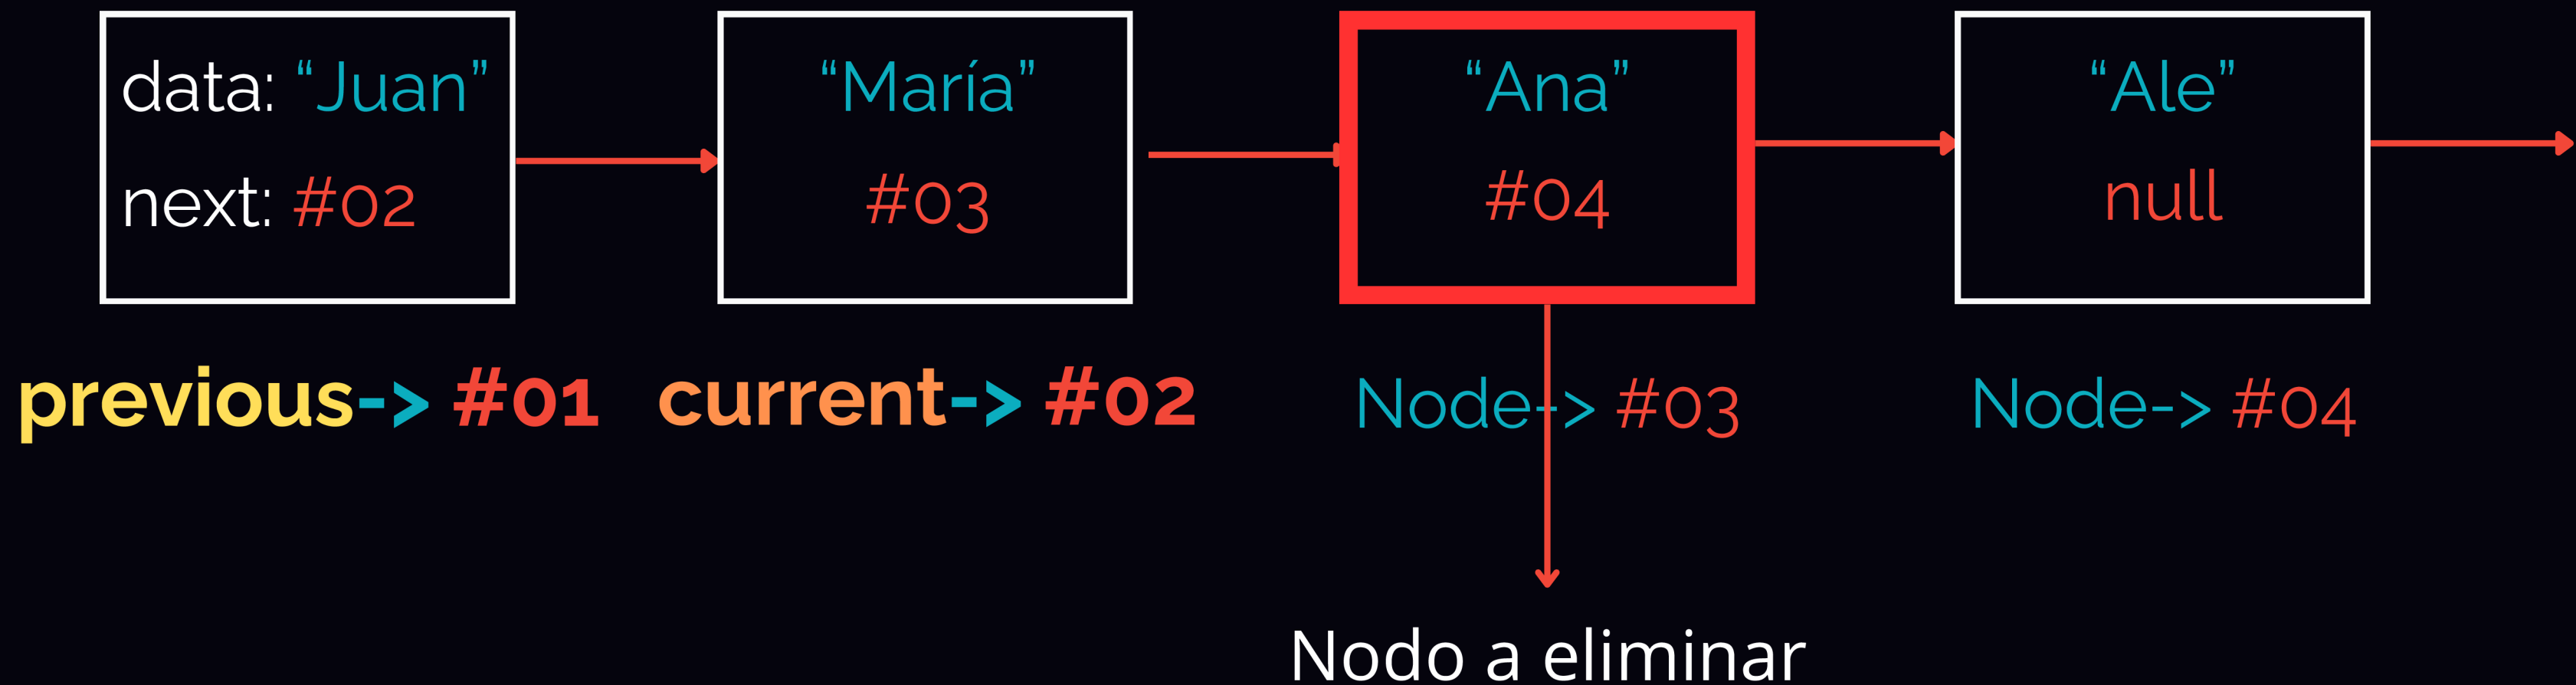 data: “Juan”
next: #02
“María”
#03
“Ana”
#04
“Ale”
null
previous-> #01
current-> #02
Node-> #03
Node-> #04
Nodo a eliminar